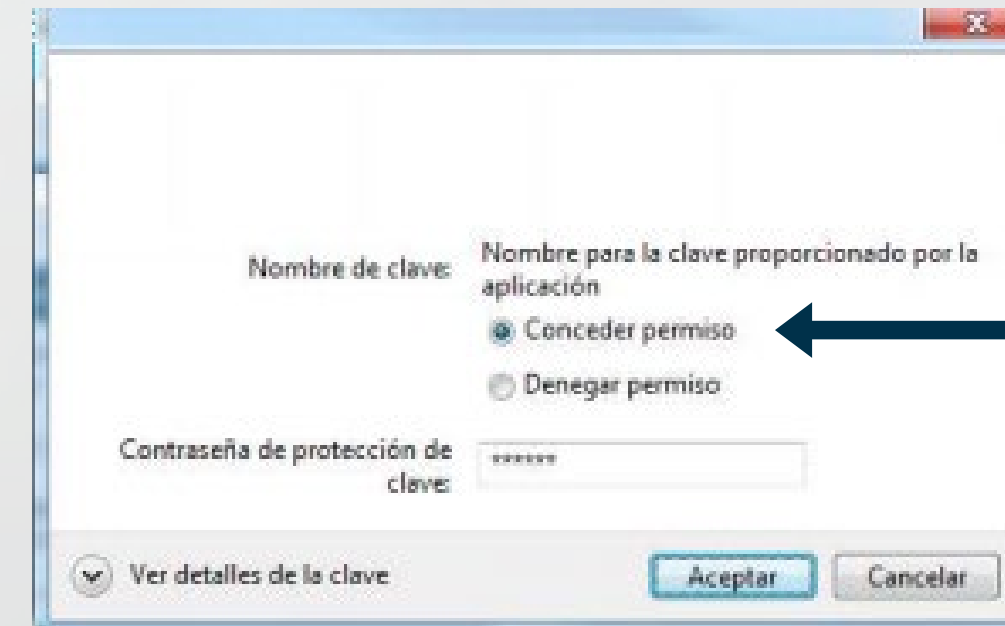 Nombre de clave:
Nombre para la clave proporcionado por la
aplicación
Conceder permiso
Denegar permiso
Contraseña de protección de
clave:
******
Ver detalles de la clave
Aceptar
Cancelar